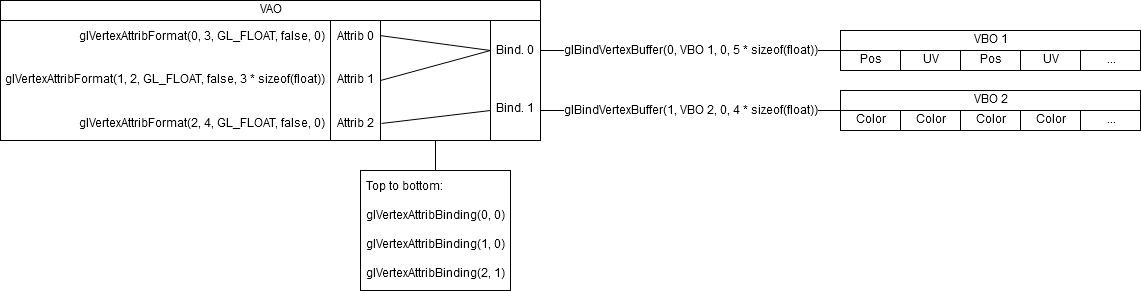 VAO
glVertexAttribFormat(0, 3, GL_FLOAT, false, 0)
Attrib 0
Bind. 0
glBindVertexBuffer(0, VBO 1, 0, 5 * sizeof(float))
VBO 1
Pos
UV
Pos
UV
...
glVertexAttribFormat(1, 2, GL_FLOAT, false, 3 * sizeof(float))
Attrib 1
Bind. 1
glBindVertexBuffer(1, VBO 2, 0, 4 * sizeof(float))
VBO 2
Color
Color
Color
Color
...
glVertexAttribFormat(2, 4, GL_FLOAT, false, 0)
Attrib 2
Top to bottom:
glVertexAttribBinding(0, 0)
glVertexAttribBinding(1, 0)
glVertexAttribBinding(2, 1)